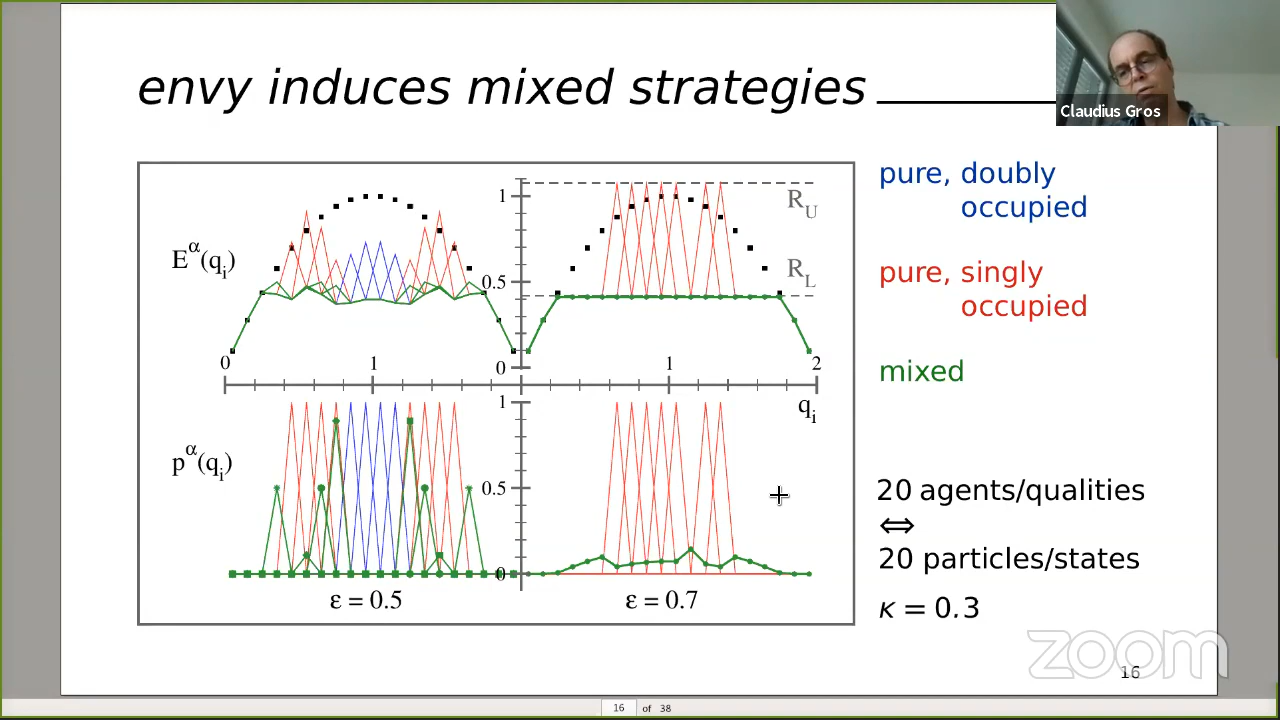 envy induces mixed strategies
Claudius Gros
pure, doubly
occupied
pure, singly
occupied
mixed
20 agents/qualities
⇔
20 particles/states
κ = 0.3
E^α(q_i)
1
0.5
0
R_U
R_L
0
1
1
2
q_i
p^α(q_i)
1
0.5
0
ε = 0.5
ε = 0.7
zoom
16
16 of 38